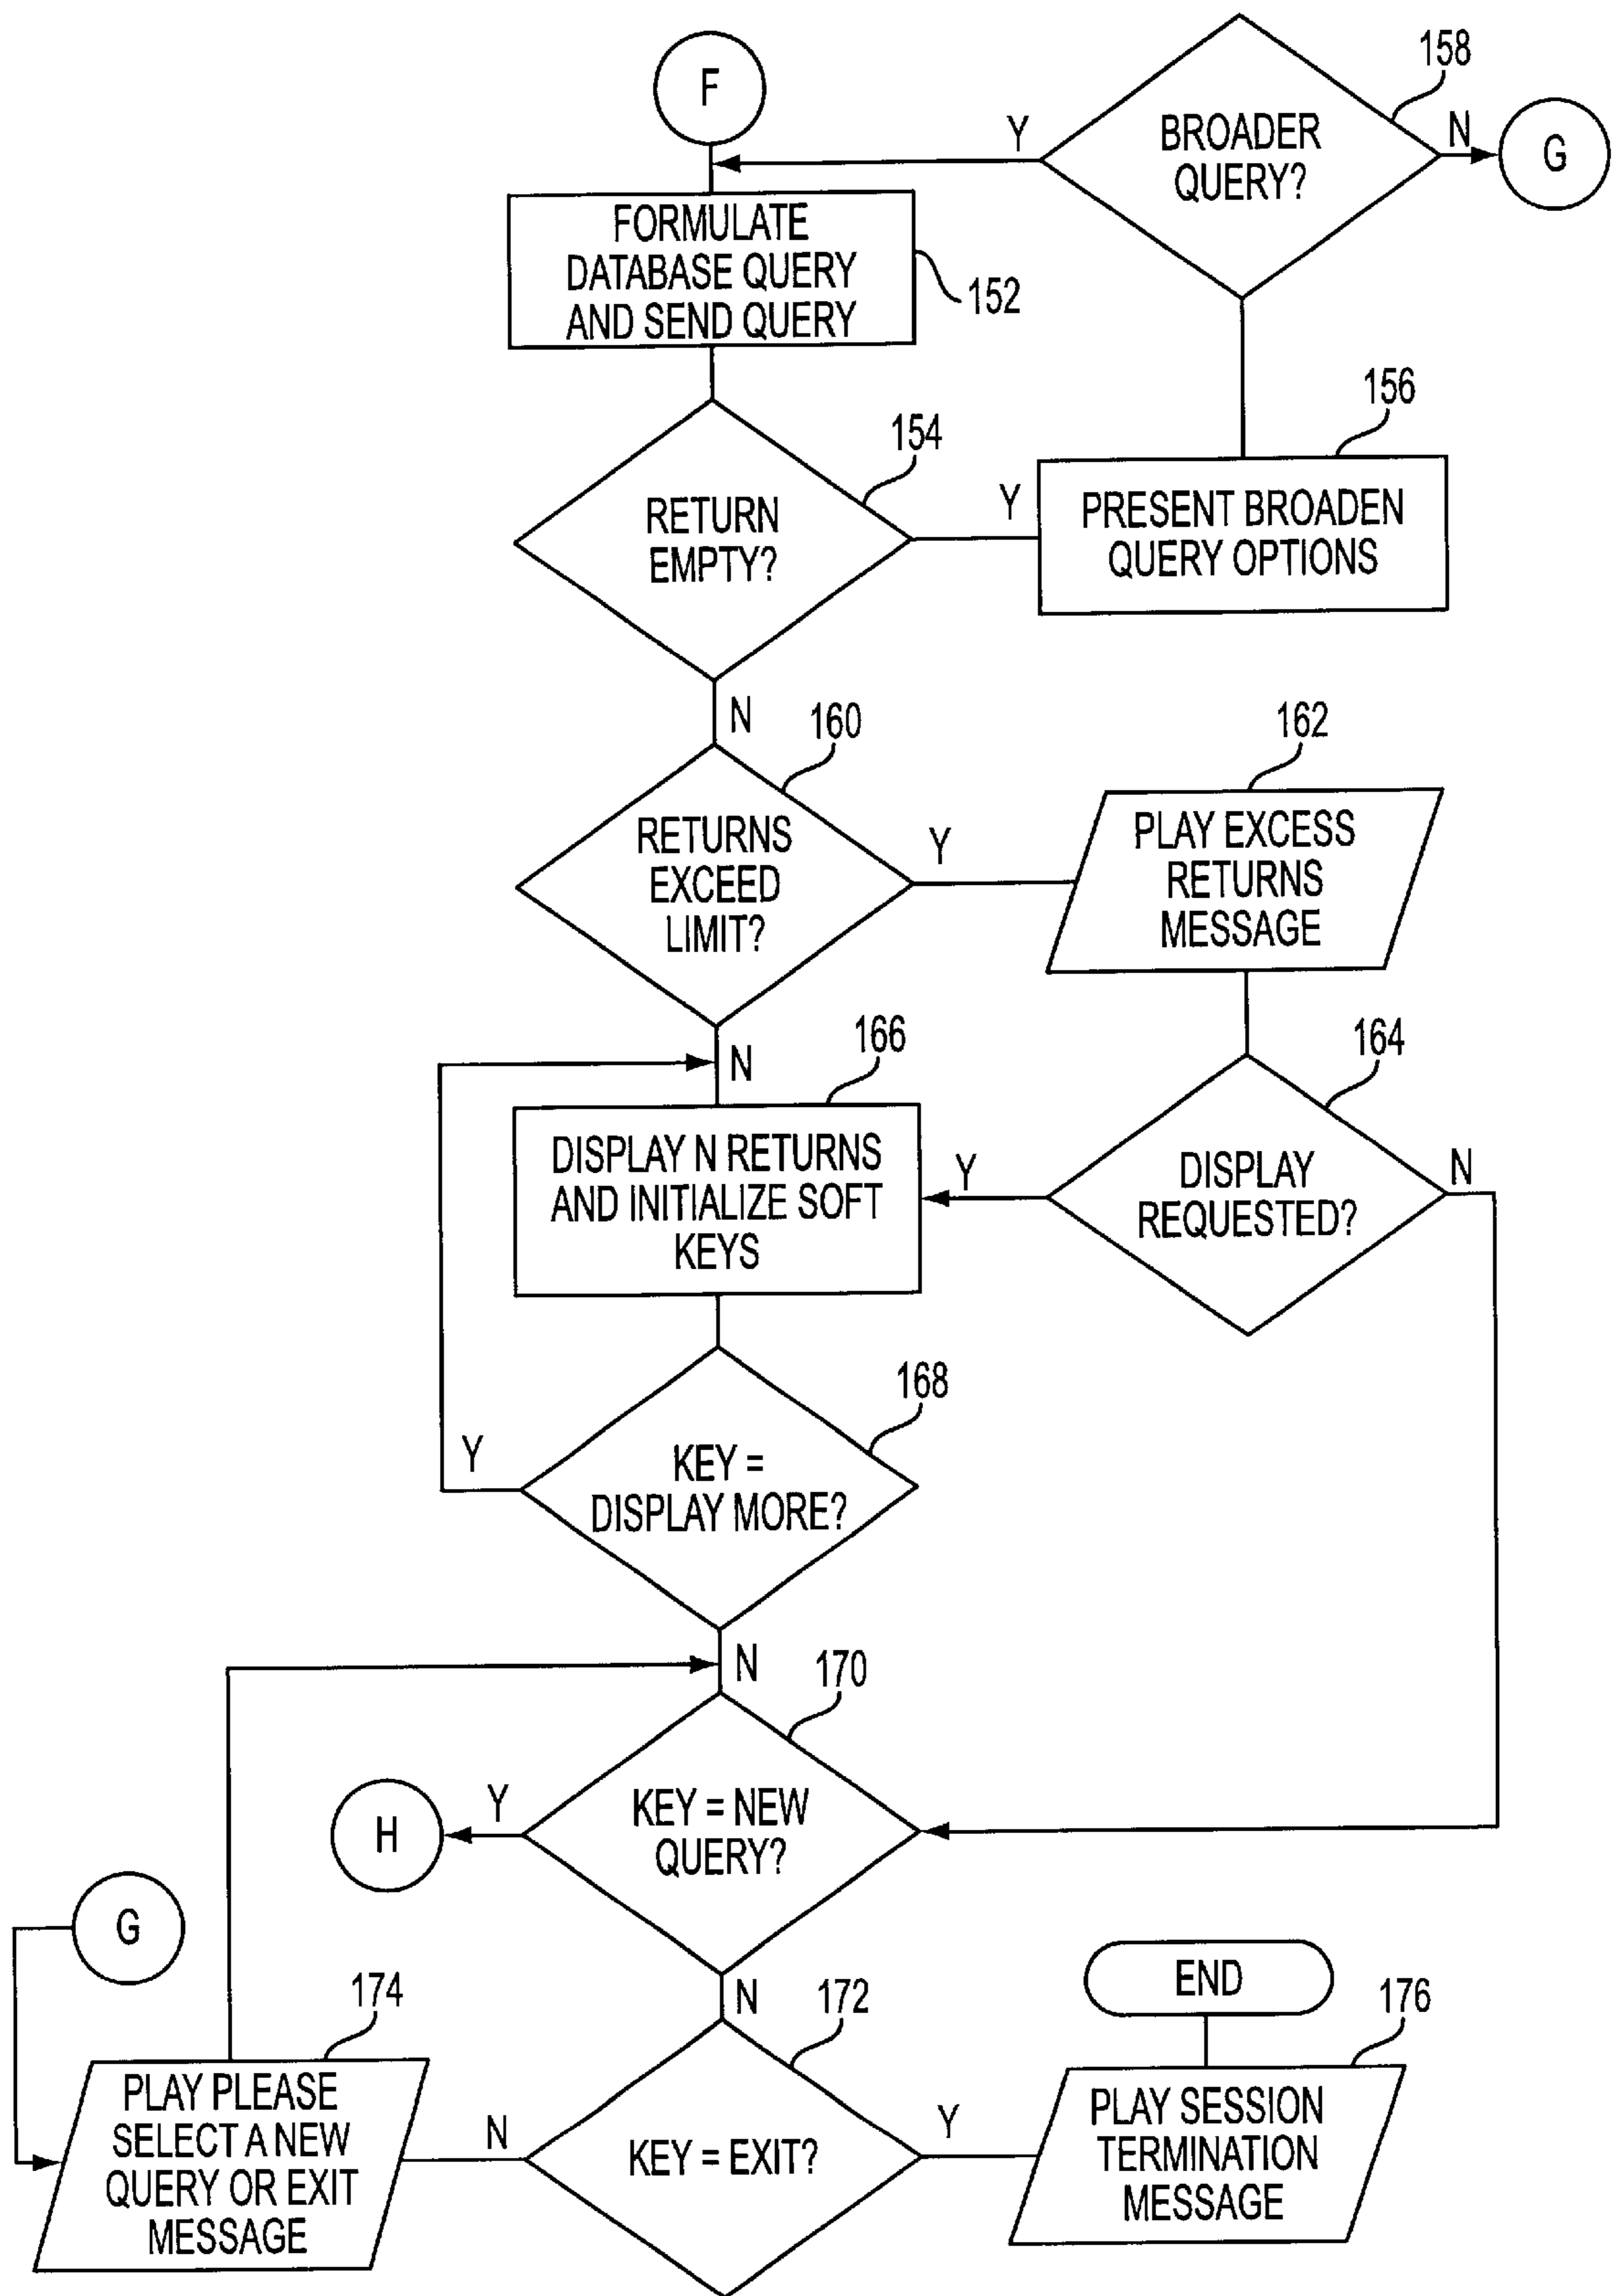 F
158
Y
BROADER
QUERY?
N
G
FORMULATE
DATABASE QUERY
AND SEND QUERY
152
156
154
RETURN
EMPTY?
Y
PRESENT BROADEN
QUERY OPTIONS
N
160
162
RETURNS
EXCEED
LIMIT?
Y
PLAY EXCESS
RETURNS
MESSAGE
N
166
164
DISPLAY N RETURNS
AND INITIALIZE SOFT
KEYS
Y
DISPLAY
REQUESTED?
N
168
Y
KEY =
DISPLAY MORE?
N
170
H
Y
KEY = NEW
QUERY?
G
N
END
174
172
176
PLAY PLEASE
SELECT A NEW
QUERY OR EXIT
MESSAGE
N
KEY = EXIT?
Y
PLAY SESSION
TERMINATION
MESSAGE